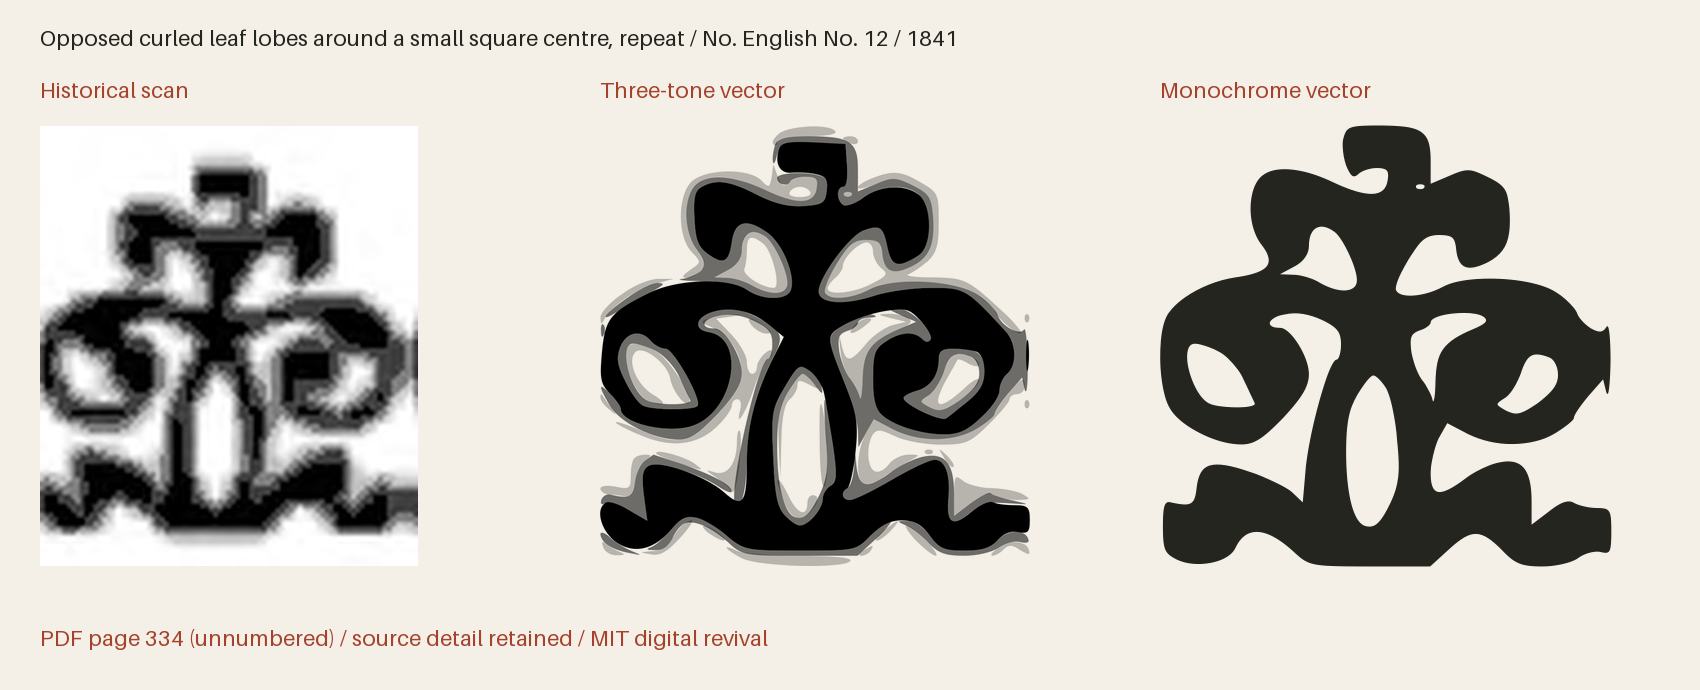 Opposed curled leaf lobes around a small square centre, repeat / No. English No. 12 / 1841
Historical scan
Three-tone vector
Monochrome vector
PDF page 334 (unnumbered) / source detail retained / MIT digital revival